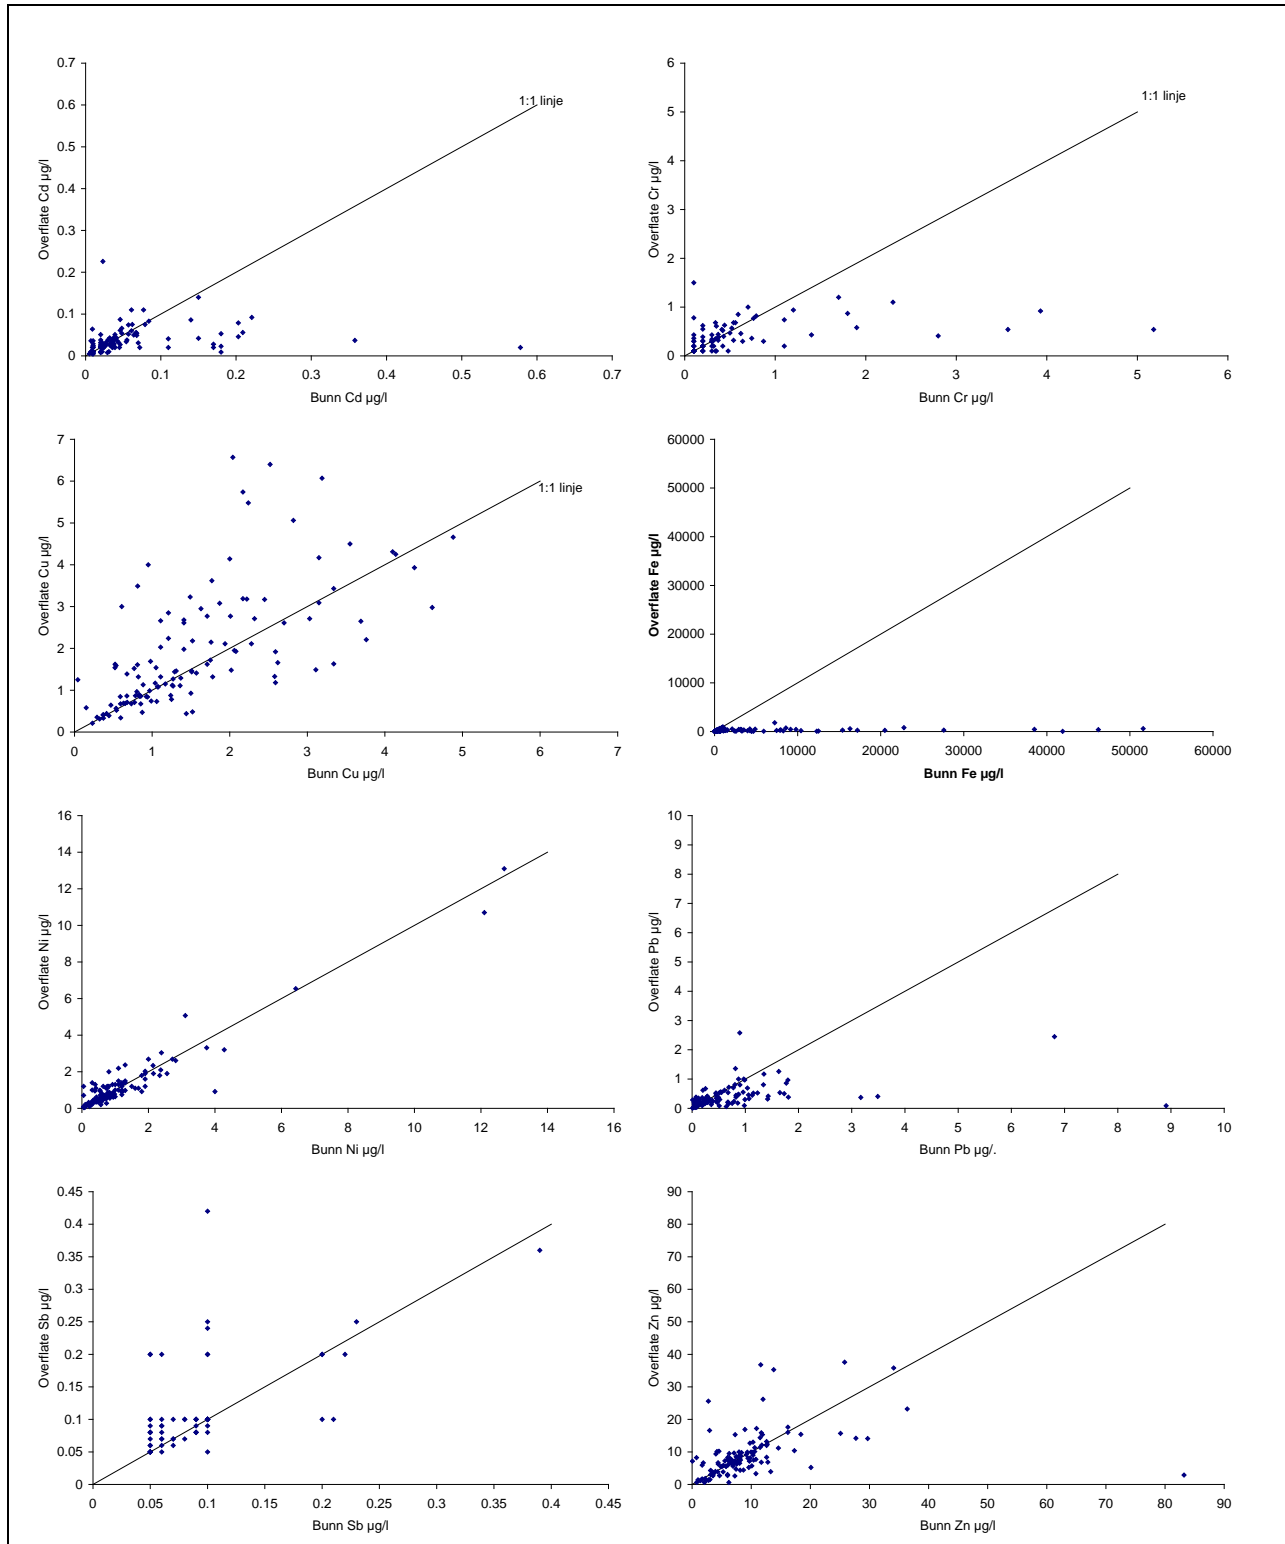 0.7
0.6
0.5
0.4
0.3
0.2
0.1
0
Overflate Cd µg/l
1:1 linje
0 0.1 0.2 0.3 0.4 0.5 0.6 0.7
Bunn Cd µg/l
6
5
4
3
2
1
0
Overflate Cr µg/l
1:1 linje
0 1 2 3 4 5 6
Bunn Cr µg/l
7
6
5
4
3
2
1
0
Overflate Cu µg/l
1:1 linje
0 1 2 3 4 5 6 7
Bunn Cu µg/l
60000
50000
40000
30000
20000
10000
0
Overflate Fe µg/l
0 10000 20000 30000 40000 50000 60000
Bunn Fe µg/l
16
14
12
10
8
6
4
2
0
Overflate Ni µg/l
0 2 4 6 8 10 12 14 16
Bunn Ni µg/l
10
9
8
7
6
5
4
3
2
1
0
Overflate Pb µg/l
0 1 2 3 4 5 6 7 8 9 10
Bunn Pb µg/.
0.45
0.4
0.35
0.3
0.25
0.2
0.15
0.1
0.05
0
Overflate Sb µg/l
0 0.05 0.1 0.15 0.2 0.25 0.3 0.35 0.4 0.45
Bunn Sb µg/l
90
80
70
60
50
40
30
20
10
0
Overflate Zn µg/l
0 10 20 30 40 50 60 70 80 90
Bunn Zn µg/l